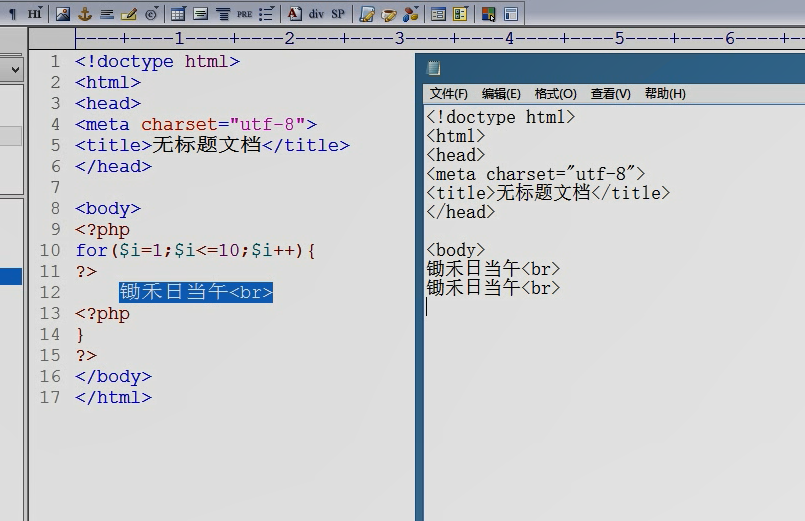 ¶ HI PRE div SP
----+----1----+----2----+----3----+----4----+----5----+----6----+--
1 <!doctype html>
2 <html>
3 <head>
4 <meta charset="utf-8">
5 <title>无标题文档</title>
6 </head>
7
8 <body>
9 <?php
10 for($i=1;$i<=10;$i++){
11 ?>
12 锄禾日当午<br>
13 <?php
14 }
15 ?>
16 </body>
17 </html>
文件(F) 编辑(E) 格式(O) 查看(V) 帮助(H)
<!doctype html>
<html>
<head>
<meta charset="utf-8">
<title>无标题文档</title>
</head>
<body>
锄禾日当午<br>
锄禾日当午<br>